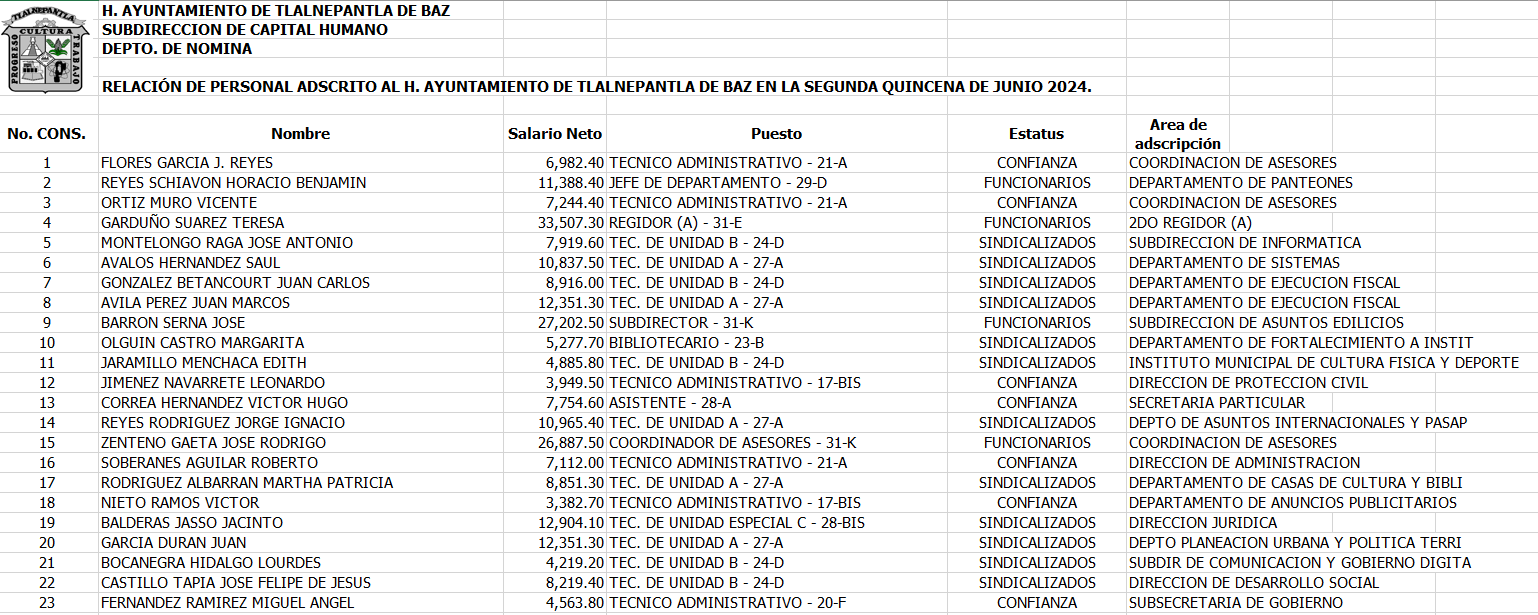 H. AYUNTAMIENTO DE TLALNEPANTLA DE BAZ
SUBDIRECCION DE CAPITAL HUMANO
DEPTO. DE NOMINA
TLALNEPANTLA
CULTURA
PROGRESO
TRABAJO
RELACIÓN DE PERSONAL ADSCRITO AL H. AYUNTAMIENTO DE TLALNEPANTLA DE BAZ EN LA SEGUNDA QUINCENA DE JUNIO 2024.
No. CONS. Nombre Salario Neto Puesto Estatus Area de adscripción
1 FLORES GARCIA J. REYES 6,982.40 TECNICO ADMINISTRATIVO - 21-A CONFIANZA COORDINACION DE ASESORES
2 REYES SCHIAVON HORACIO BENJAMIN 11,388.40 JEFE DE DEPARTAMENTO - 29-D FUNCIONARIOS DEPARTAMENTO DE PANTEONES
3 ORTIZ MURO VICENTE 7,244.40 TECNICO ADMINISTRATIVO - 21-A CONFIANZA COORDINACION DE ASESORES
4 GARDUÑO SUAREZ TERESA 33,507.30 REGIDOR (A) - 31-E FUNCIONARIOS 2DO REGIDOR (A)
5 MONTELONGO RAGA JOSE ANTONIO 7,919.60 TEC. DE UNIDAD B - 24-D SINDICALIZADOS SUBDIRECCION DE INFORMATICA
6 AVALOS HERNANDEZ SAUL 10,837.50 TEC. DE UNIDAD A - 27-A SINDICALIZADOS DEPARTAMENTO DE SISTEMAS
7 GONZALEZ BETANCOURT JUAN CARLOS 8,916.00 TEC. DE UNIDAD B - 24-D SINDICALIZADOS DEPARTAMENTO DE EJECUCION FISCAL
8 AVILA PEREZ JUAN MARCOS 12,351.30 TEC. DE UNIDAD A - 27-A SINDICALIZADOS DEPARTAMENTO DE EJECUCION FISCAL
9 BARRON SERNA JOSE 27,202.50 SUBDIRECTOR - 31-K FUNCIONARIOS SUBDIRECCION DE ASUNTOS EDILICIOS
10 OLGUIN CASTRO MARGARITA 5,277.70 BIBLIOTECARIO - 23-B SINDICALIZADOS DEPARTAMENTO DE FORTALECIMIENTO A INSTIT
11 JARAMILLO MENCHACA EDITH 4,885.80 TEC. DE UNIDAD B - 24-D SINDICALIZADOS INSTITUTO MUNICIPAL DE CULTURA FISICA Y DEPORTE
12 JIMENEZ NAVARRETE LEONARDO 3,949.50 TECNICO ADMINISTRATIVO - 17-BIS CONFIANZA DIRECCION DE PROTECCION CIVIL
13 CORREA HERNANDEZ VICTOR HUGO 7,754.60 ASISTENTE - 28-A CONFIANZA SECRETARIA PARTICULAR
14 REYES RODRIGUEZ JORGE IGNACIO 10,965.40 TEC. DE UNIDAD A - 27-A SINDICALIZADOS DEPTO DE ASUNTOS INTERNACIONALES Y PASAP
15 ZENTENO GAETA JOSE RODRIGO 26,887.50 COORDINADOR DE ASESORES - 31-K FUNCIONARIOS COORDINACION DE ASESORES
16 SOBERANES AGUILAR ROBERTO 7,112.00 TECNICO ADMINISTRATIVO - 21-A CONFIANZA DIRECCION DE ADMINISTRACION
17 RODRIGUEZ ALBARRAN MARTHA PATRICIA 8,851.30 TEC. DE UNIDAD A - 27-A SINDICALIZADOS DEPARTAMENTO DE CASAS DE CULTURA Y BIBLI
18 NIETO RAMOS VICTOR 3,382.70 TECNICO ADMINISTRATIVO - 17-BIS CONFIANZA DEPARTAMENTO DE ANUNCIOS PUBLICITARIOS
19 BALDERAS JASSO JACINTO 12,904.10 TEC. DE UNIDAD ESPECIAL C - 28-BIS SINDICALIZADOS DIRECCION JURIDICA
20 GARCIA DURAN JUAN 12,351.30 TEC. DE UNIDAD A - 27-A SINDICALIZADOS DEPTO PLANEACION URBANA Y POLITICA TERRI
21 BOCANEGRA HIDALGO LOURDES 4,219.20 TEC. DE UNIDAD B - 24-D SINDICALIZADOS SUBDIR DE COMUNICACION Y GOBIERNO DIGITA
22 CASTILLO TAPIA JOSE FELIPE DE JESUS 8,219.40 TEC. DE UNIDAD B - 24-D SINDICALIZADOS DIRECCION DE DESARROLLO SOCIAL
23 FERNANDEZ RAMIREZ MIGUEL ANGEL 4,563.80 TECNICO ADMINISTRATIVO - 20-F CONFIANZA SUBSECRETARIA DE GOBIERNO